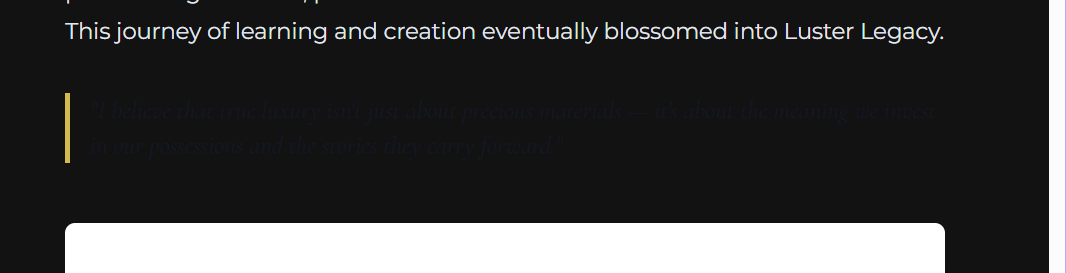 This journey of learning and creation eventually blossomed into Luster Legacy.
"I believe that true luxury isn't just about precious materials — it's about the meaning we invest
in our possessions and the stories they carry forward."